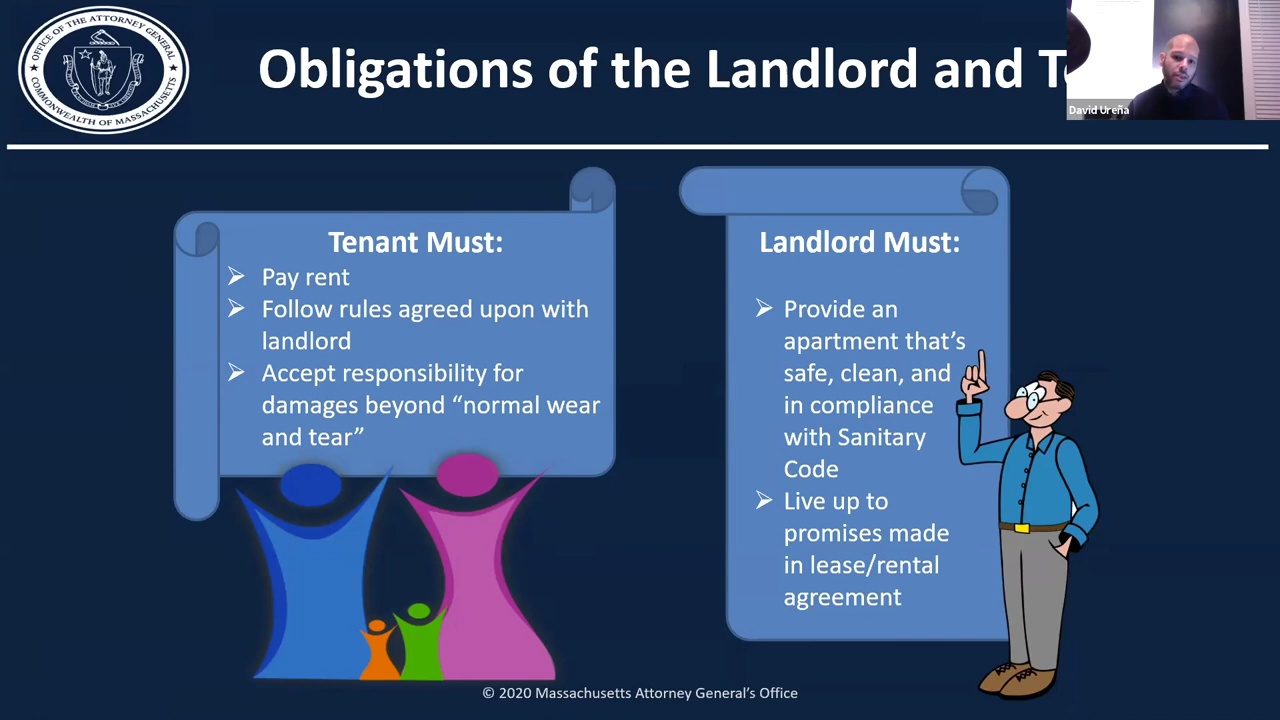 OFFICE OF THE ATTORNEY GENERAL
COMMONWEALTH OF MASSACHUSETTS
Obligations of the Landlord and
David Ureña
Tenant Must:
➢ Pay rent
➢ Follow rules agreed upon with
landlord
➢ Accept responsibility for
damages beyond “normal wear
and tear”
Landlord Must:
➢ Provide an
apartment that’s
safe, clean, and
in compliance
with Sanitary
Code
➢ Live up to
promises made
in lease/rental
agreement
© 2020 Massachusetts Attorney General’s Office